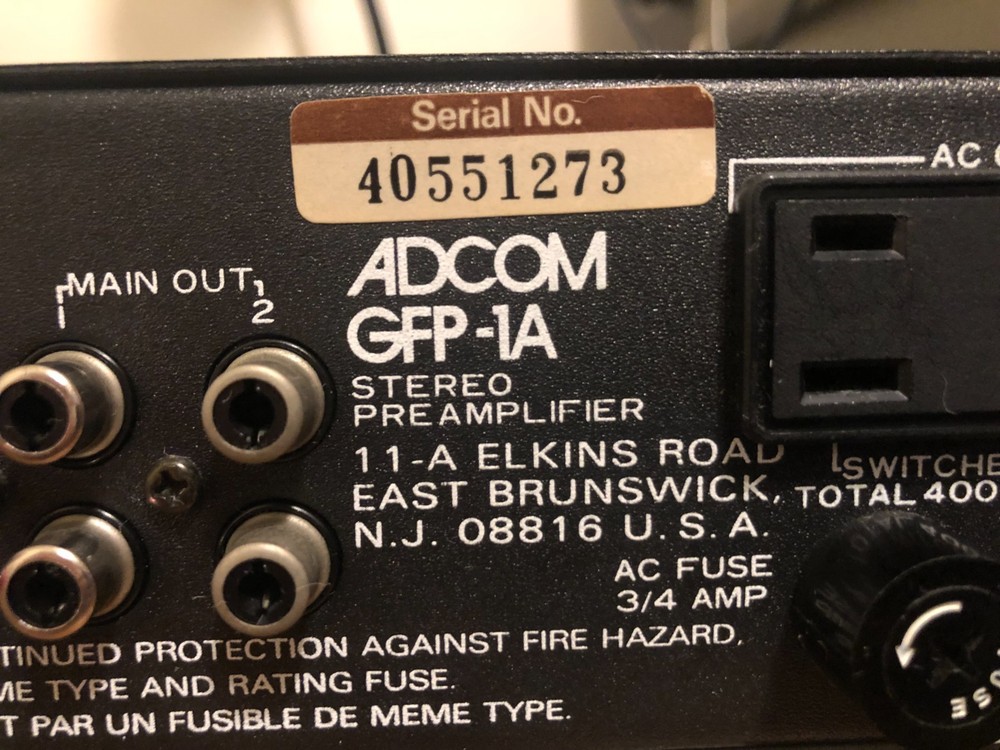 Serial No.
40551273
AC
MAIN OUT
1 2
ADCOM
GFP-1A
STEREO
PREAMPLIFIER
11-A ELKINS ROAD
EAST BRUNSWICK,
N.J. 08816 U.S.A.
SWITCHE
TOTAL 400
AC FUSE
3/4 AMP
TINUED PROTECTION AGAINST FIRE HAZARD,
ME TYPE AND RATING FUSE.
T PAR UN FUSIBLE DE MEME TYPE.